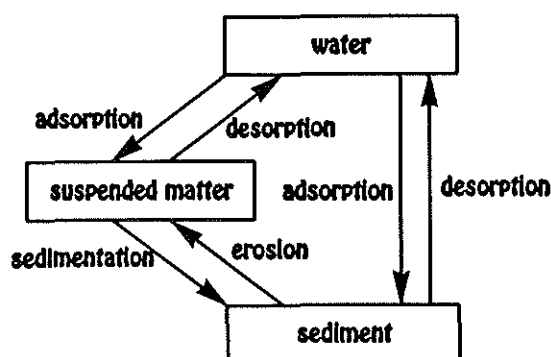 water
adsorption
desorption
suspended matter
adsorption
desorption
sedimentation
erosion
sediment